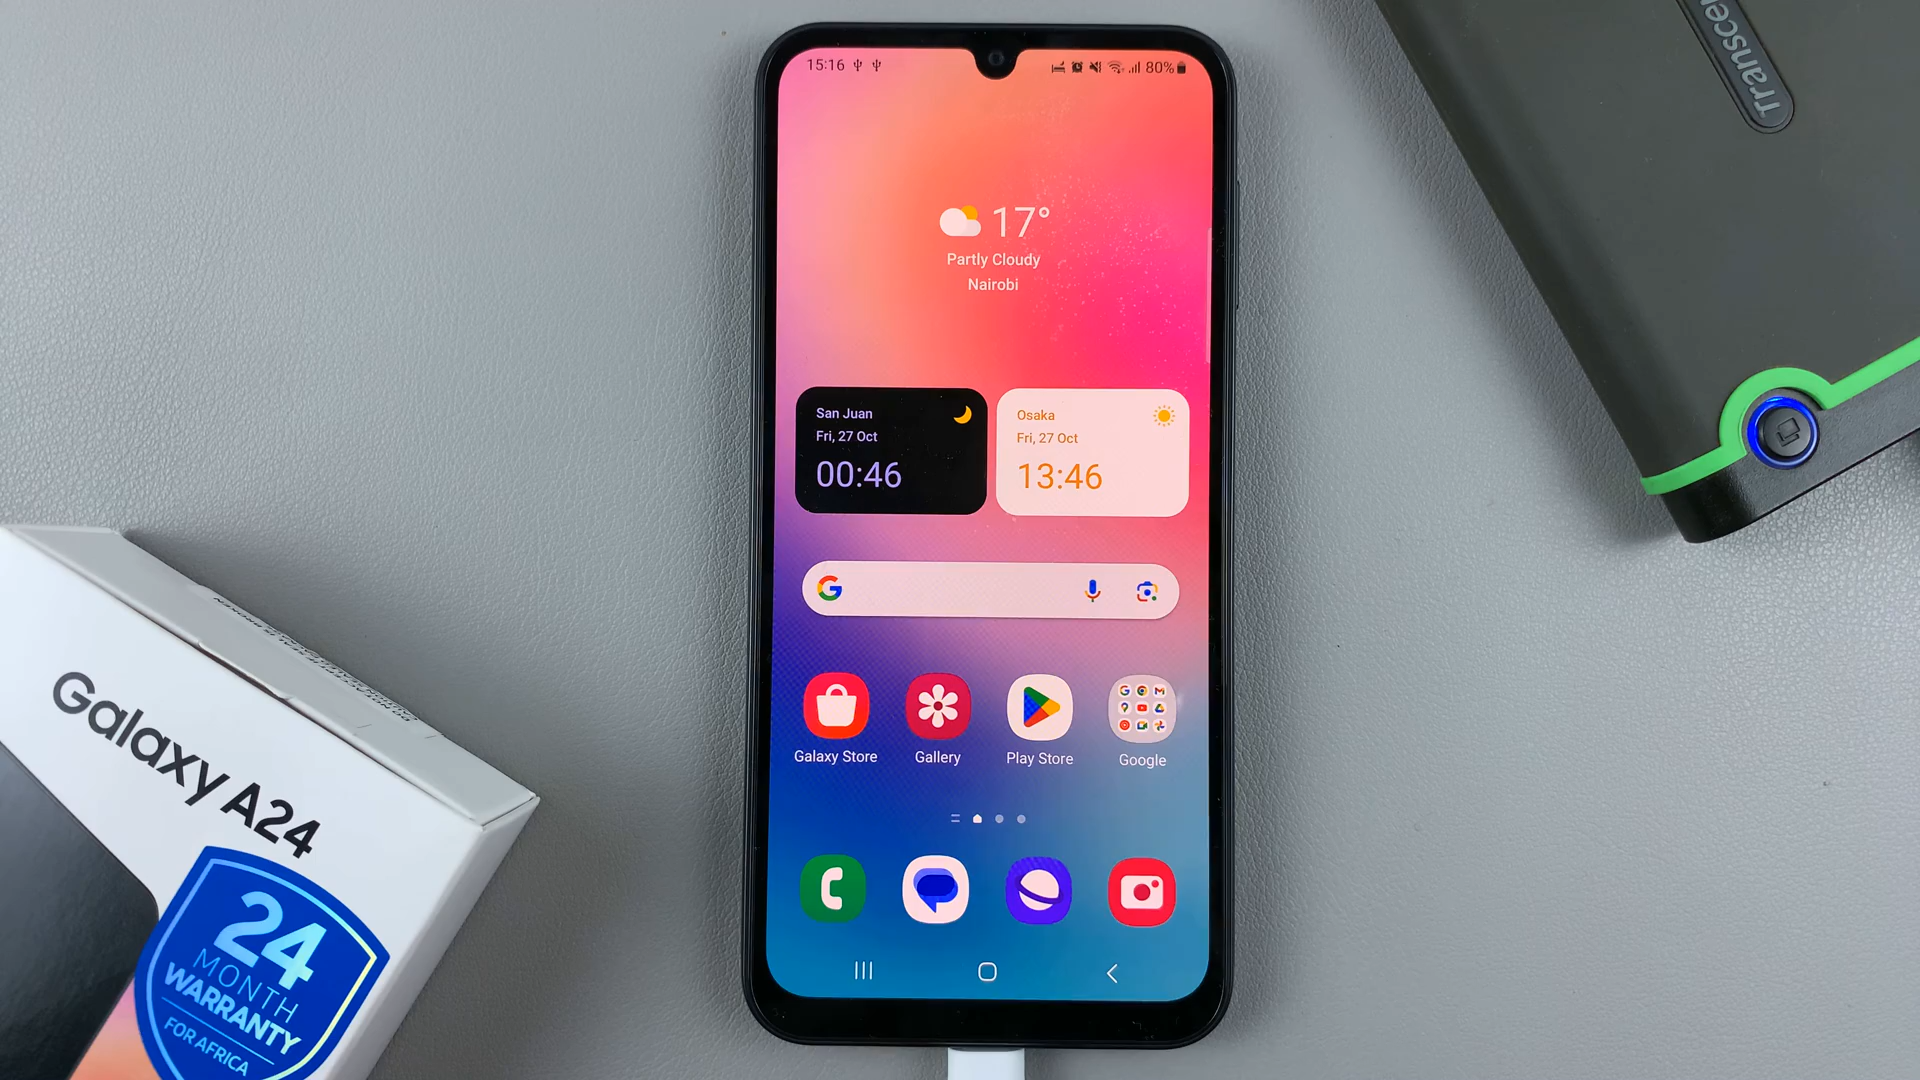 15:16
80%
17°
Partly Cloudy
Nairobi
San Juan
Fri, 27 Oct
00:46
Osaka
Fri, 27 Oct
13:46
Galaxy Store
Gallery
Play Store
Google
Galaxy A24
24
MONTH
WARRANTY
FOR AFRICA